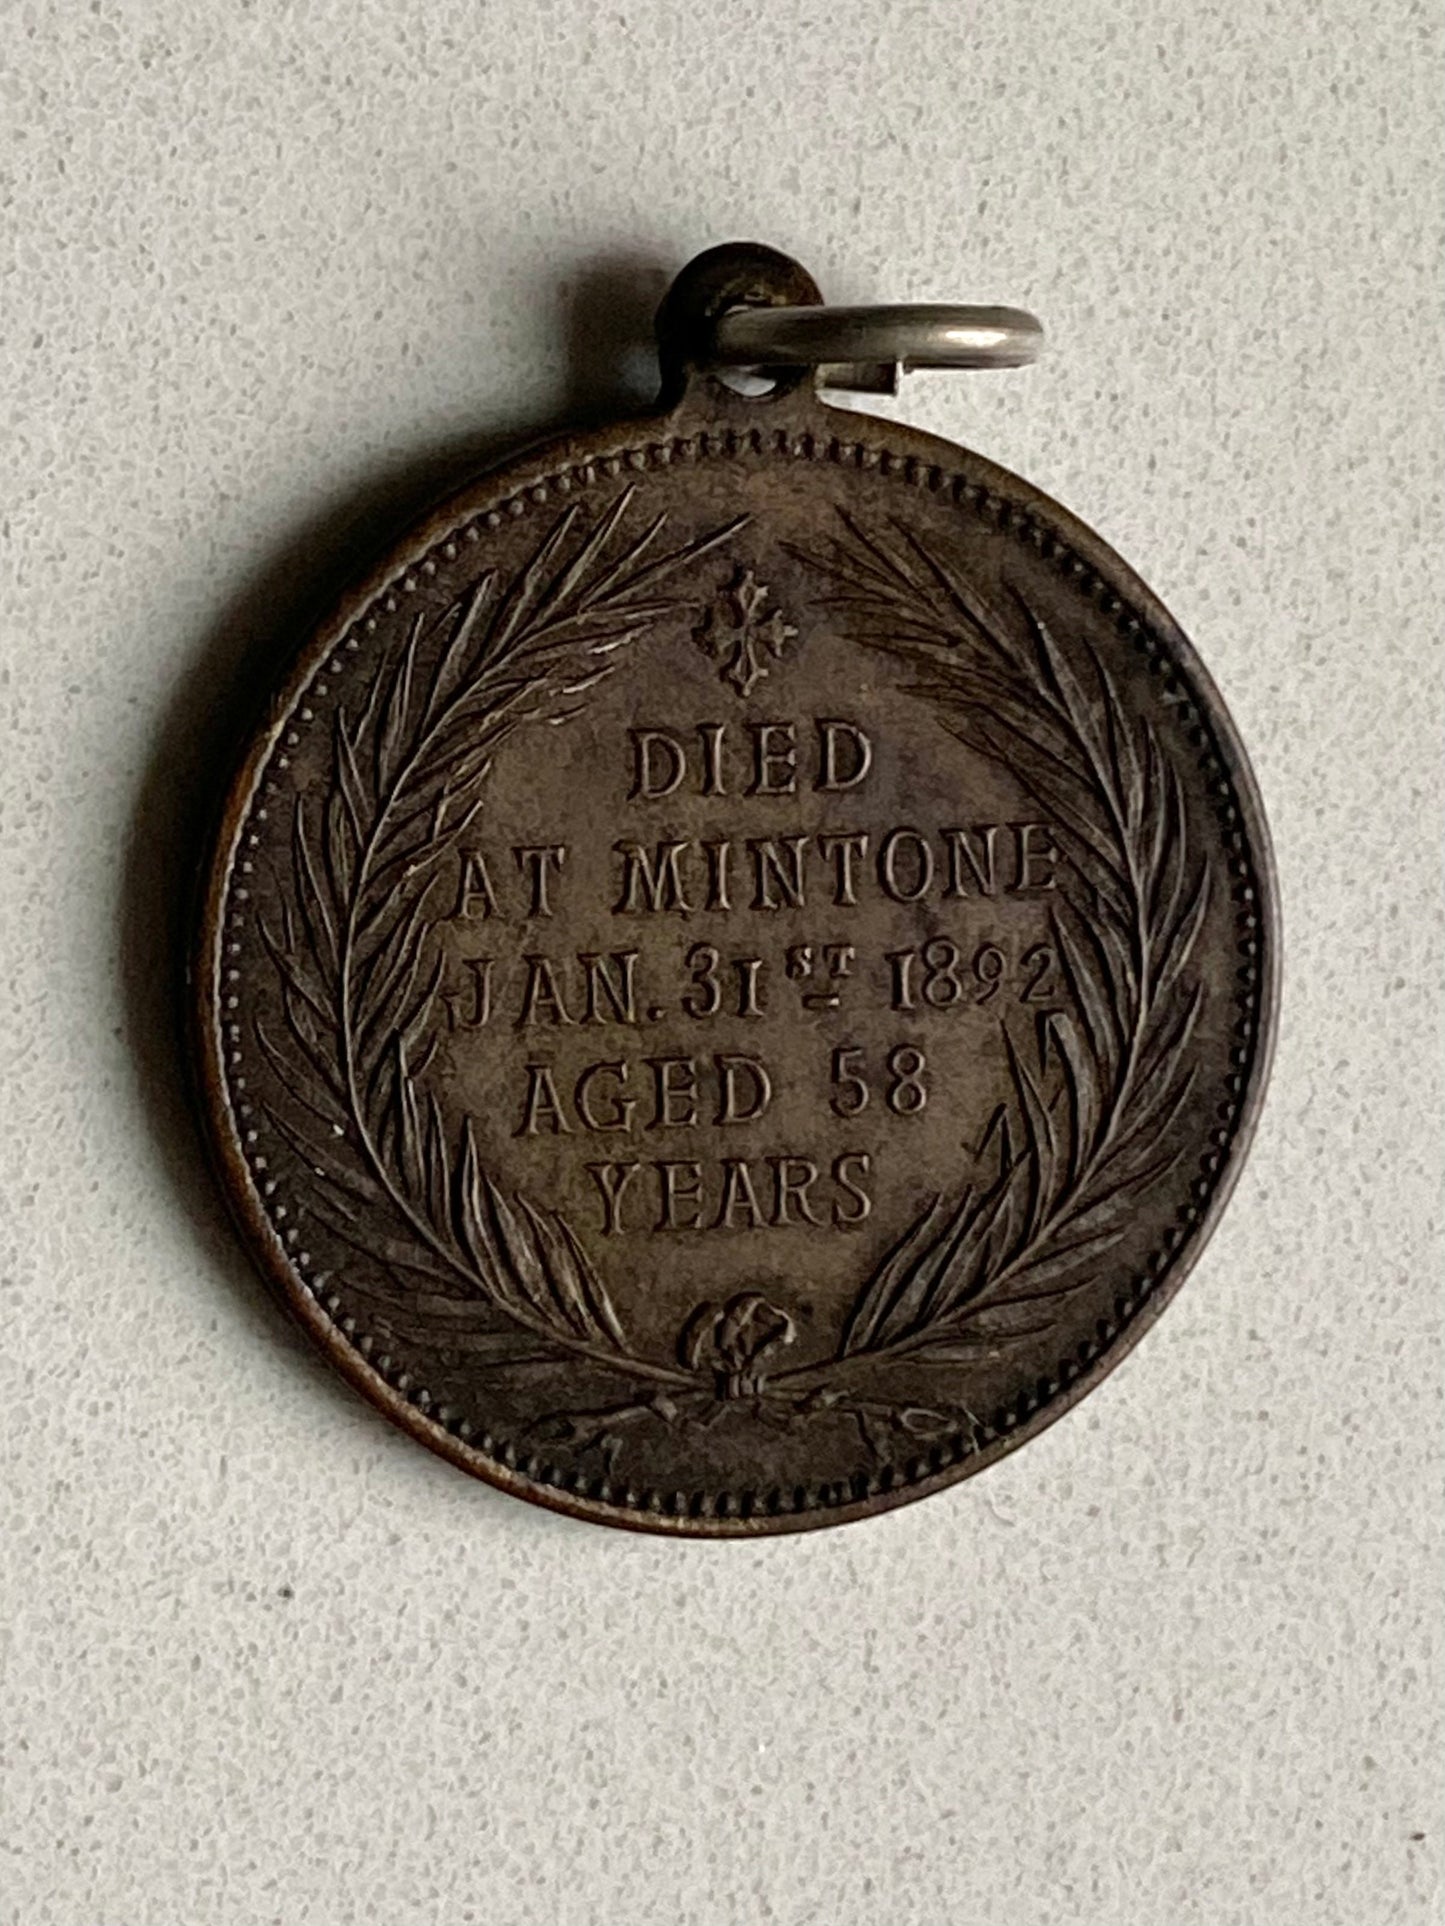 DIED
AT MINTONE
JAN. 31ST 1892
AGED 58
YEARS